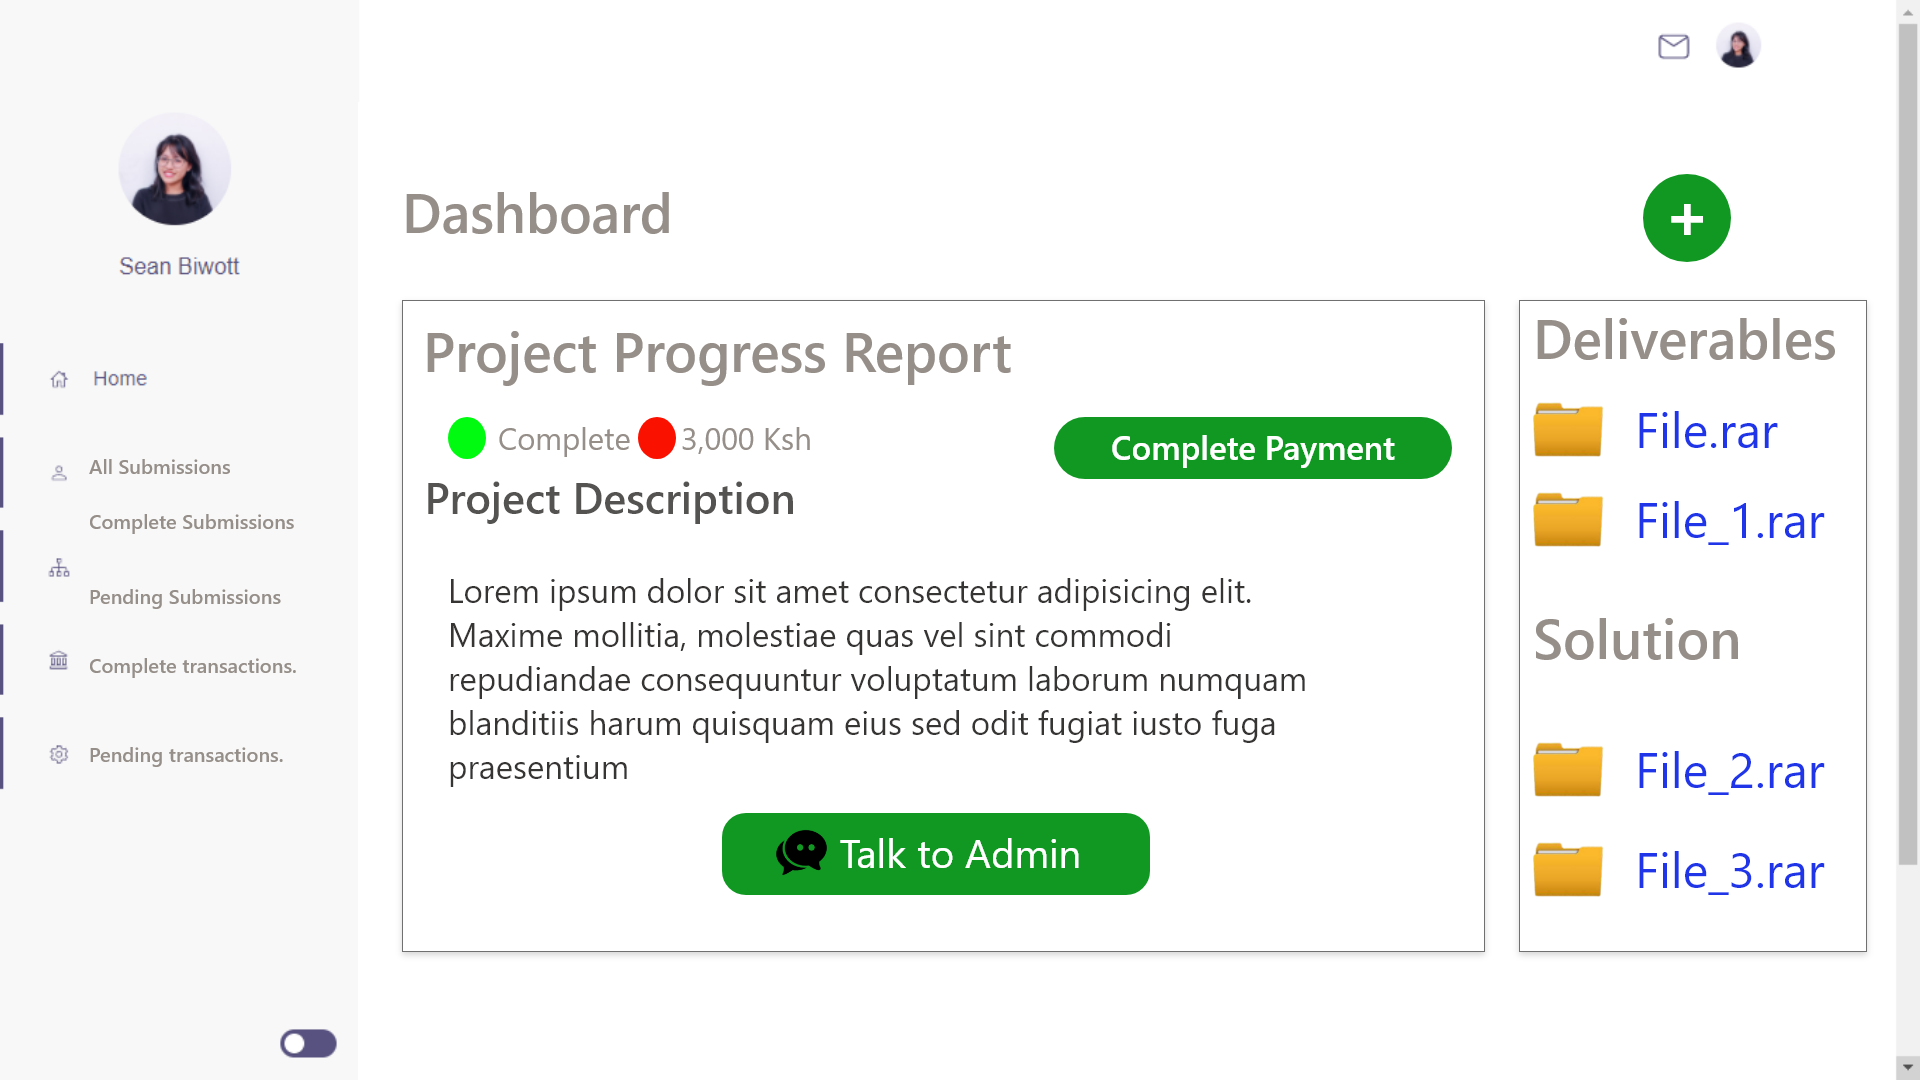 Sean Biwott
Home
All Submissions
Complete Submissions
Pending Submissions
Complete transactions.
Pending transactions.
Dashboard
+
Project Progress Report
Complete 3,000 Ksh
Complete Payment
Project Description
Lorem ipsum dolor sit amet consectetur adipisicing elit.
Maxime mollitia, molestiae quas vel sint commodi
repudiandae consequuntur voluptatum laborum numquam
blanditiis harum quisquam eius sed odit fugiat iusto fuga
praesentium
Talk to Admin
Deliverables
File.rar
File_1.rar
Solution
File_2.rar
File_3.rar